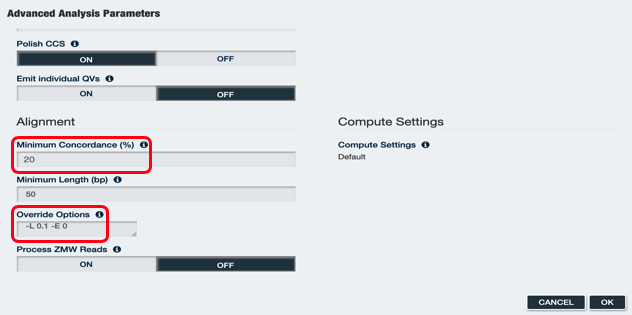 Advanced Analysis Parameters
Polish CCS
ON OFF
Emit individual QVs
ON OFF
Alignment
Minimum Concordance (%)
20
Minimum Length (bp)
50
Override Options
-L 0.1 -E 0
Process ZMW Reads
ON OFF
Compute Settings
Compute Settings
Default
CANCEL OK